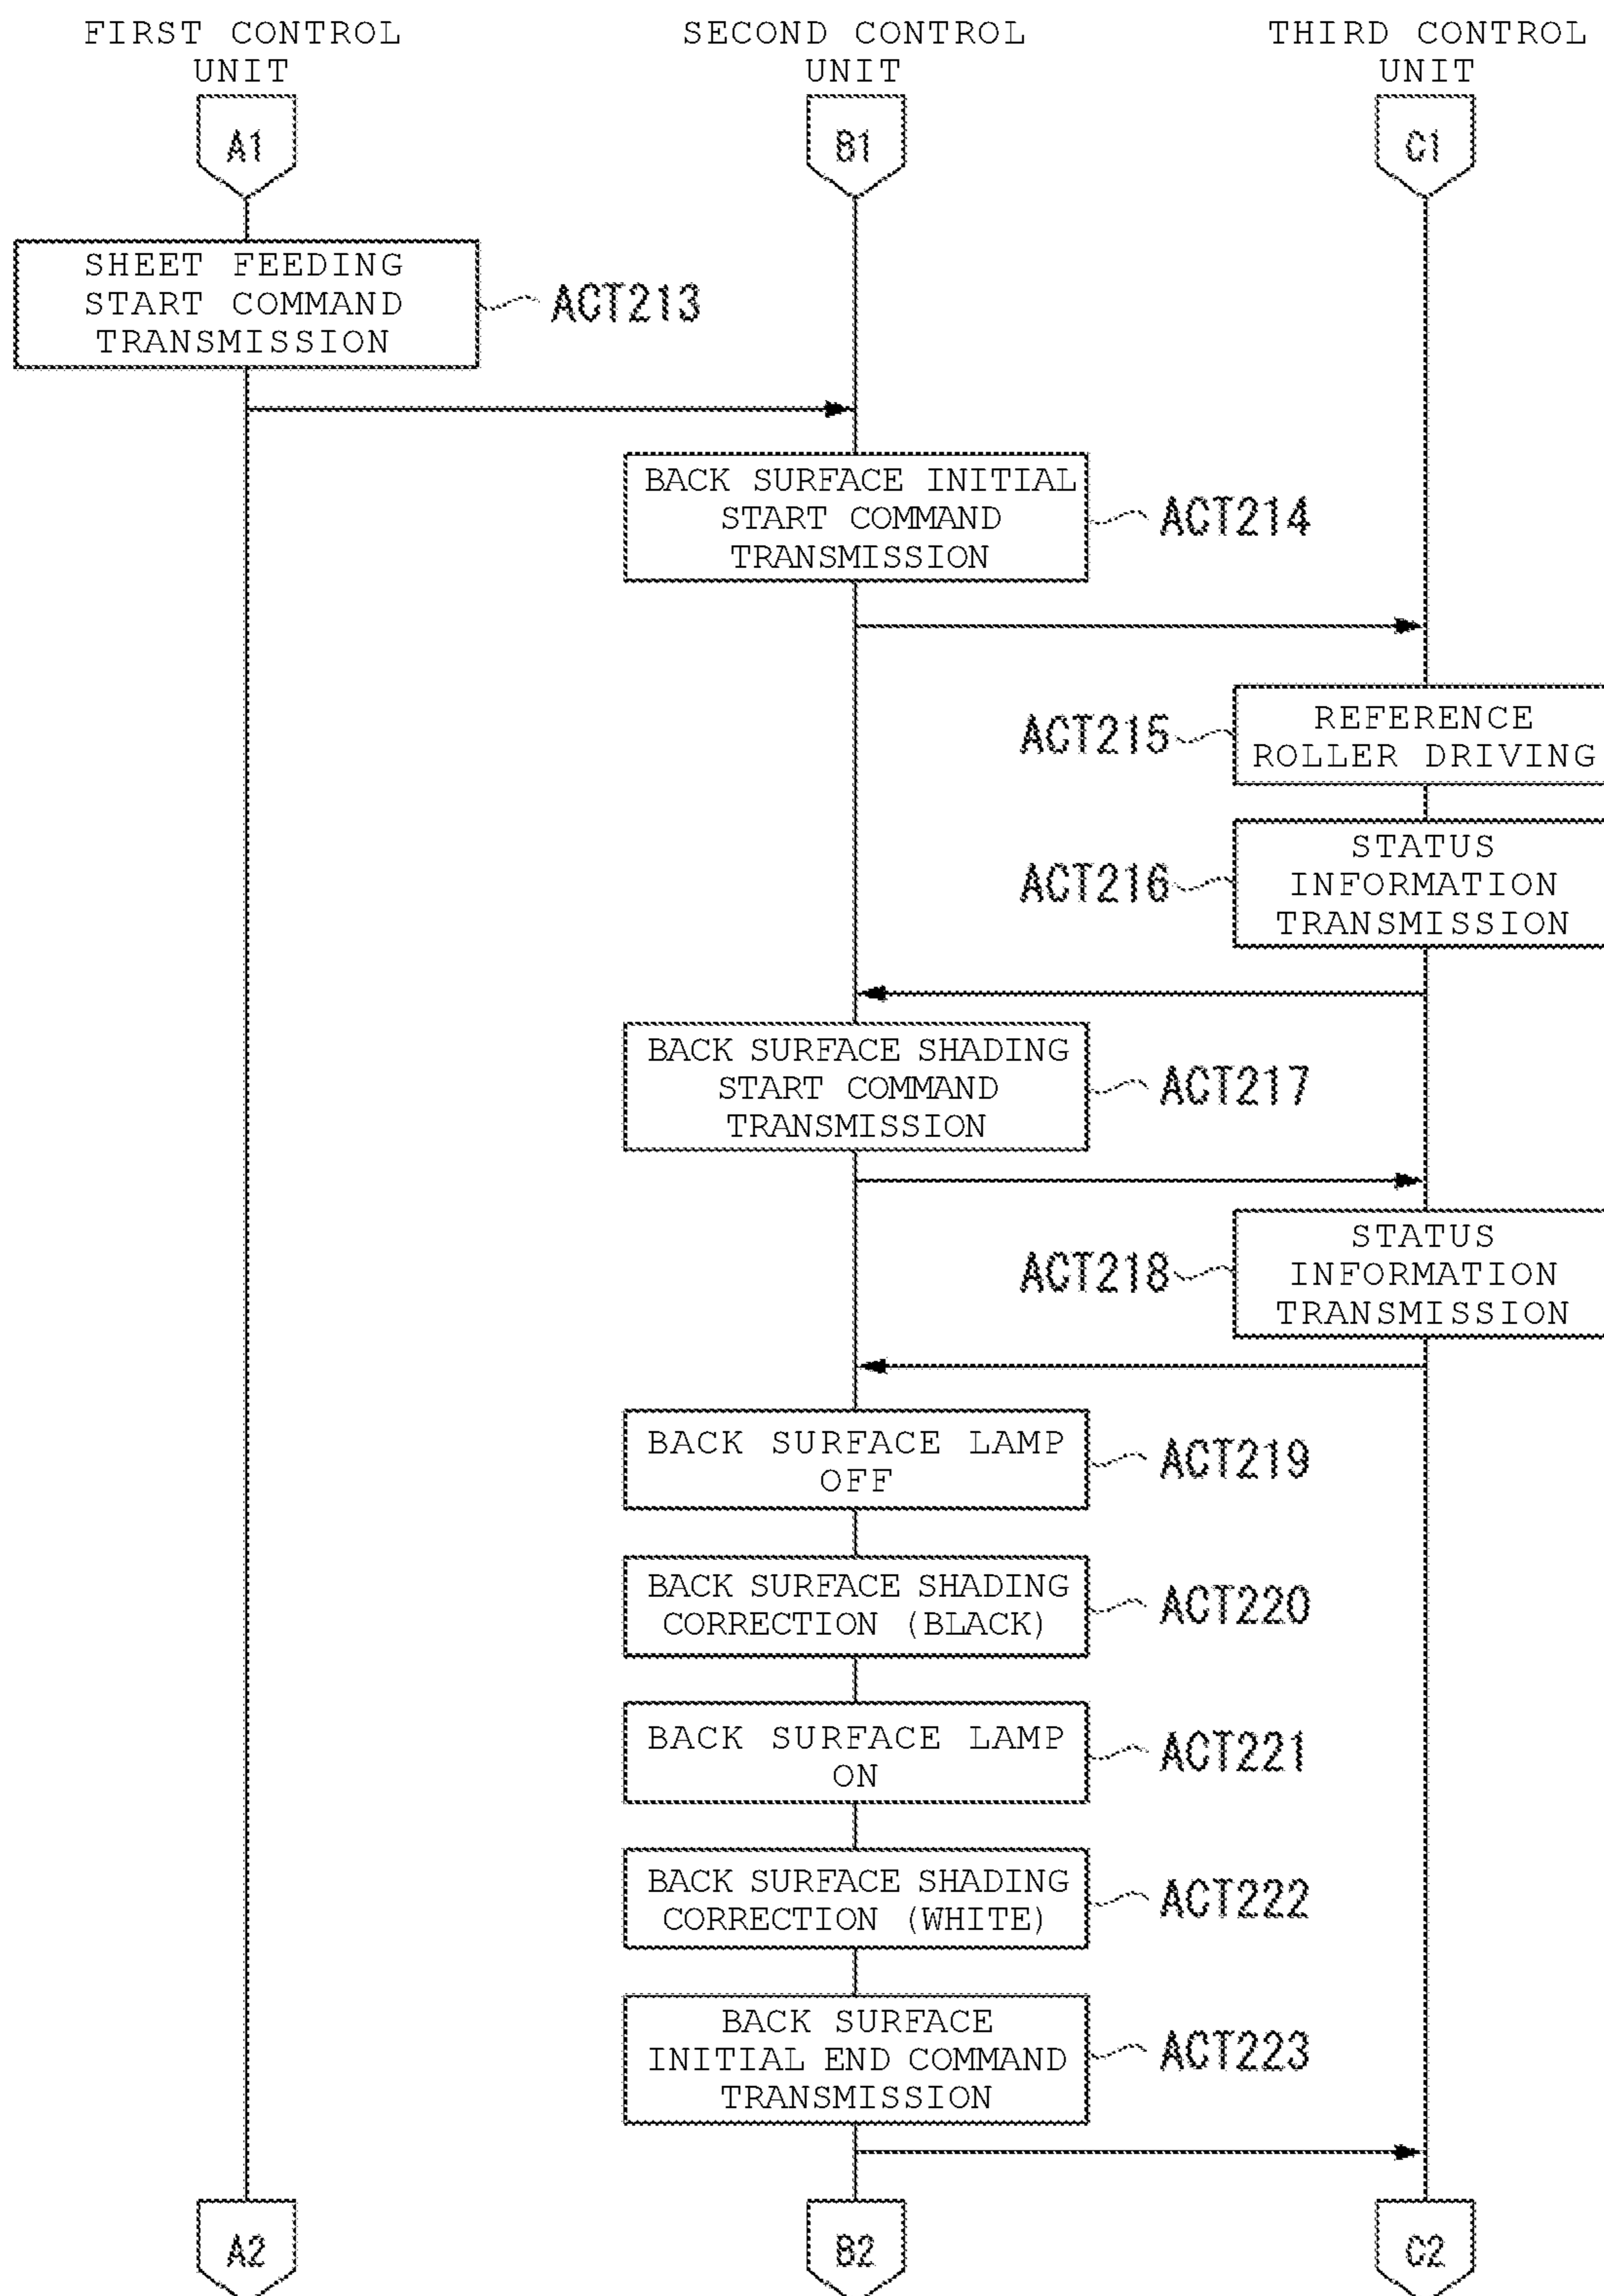 FIRST CONTROL
UNIT
SECOND CONTROL
UNIT
THIRD CONTROL
UNIT
A1
B1
C1
SHEET FEEDING
START COMMAND
TRANSMISSION
ACT213
BACK SURFACE INITIAL
START COMMAND
TRANSMISSION
ACT214
ACT215
REFERENCE
ROLLER DRIVING
ACT216
STATUS
INFORMATION
TRANSMISSION
BACK SURFACE SHADING
START COMMAND
TRANSMISSION
ACT217
ACT218
STATUS
INFORMATION
TRANSMISSION
BACK SURFACE LAMP
OFF
ACT219
BACK SURFACE SHADING
CORRECTION (BLACK)
ACT220
BACK SURFACE LAMP
ON
ACT221
BACK SURFACE SHADING
CORRECTION (WHITE)
ACT222
BACK SURFACE
INITIAL END COMMAND
TRANSMISSION
ACT223
A2
B2
C2